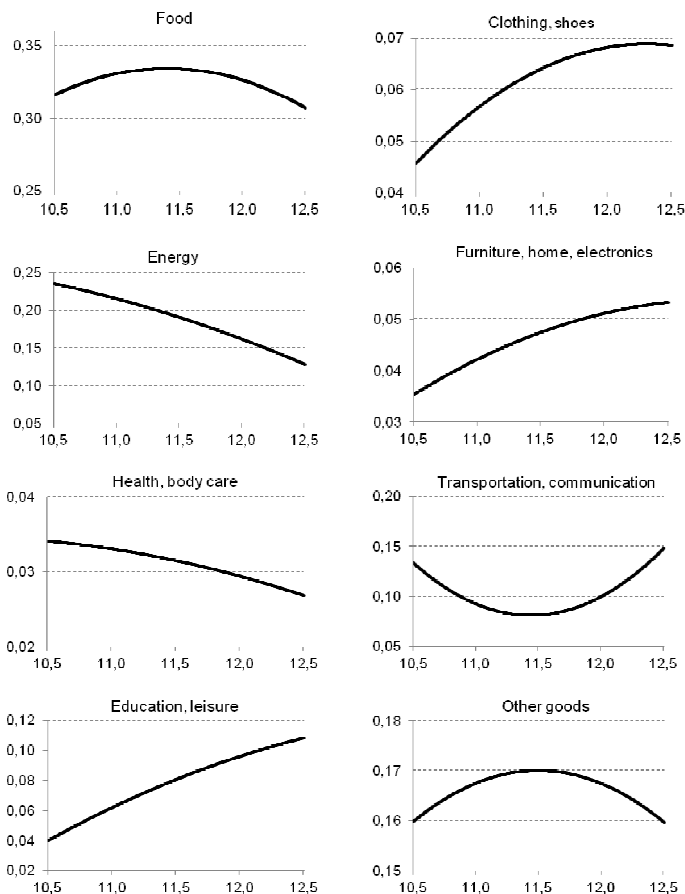 Food
0,35
0,30
0,25
10,5 11,0 11,5 12,0 12,5
Clothing, shoes
0,07
0,06
0,05
0,04
10,5 11,0 11,5 12,0 12,5
Energy
0,25
0,20
0,15
0,10
0,05
10,5 11,0 11,5 12,0 12,5
Furniture, home, electronics
0,06
0,05
0,04
0,03
10,5 11,0 11,5 12,0 12,5
Health, body care
0,04
0,03
0,02
10,5 11,0 11,5 12,0 12,5
Transportation, communication
0,20
0,15
0,10
0,05
10,5 11,0 11,5 12,0 12,5
Education, leisure
0,12
0,10
0,08
0,06
0,04
0,02
10,5 11,0 11,5 12,0 12,5
Other goods
0,18
0,17
0,16
0,15
10,5 11,0 11,5 12,0 12,5